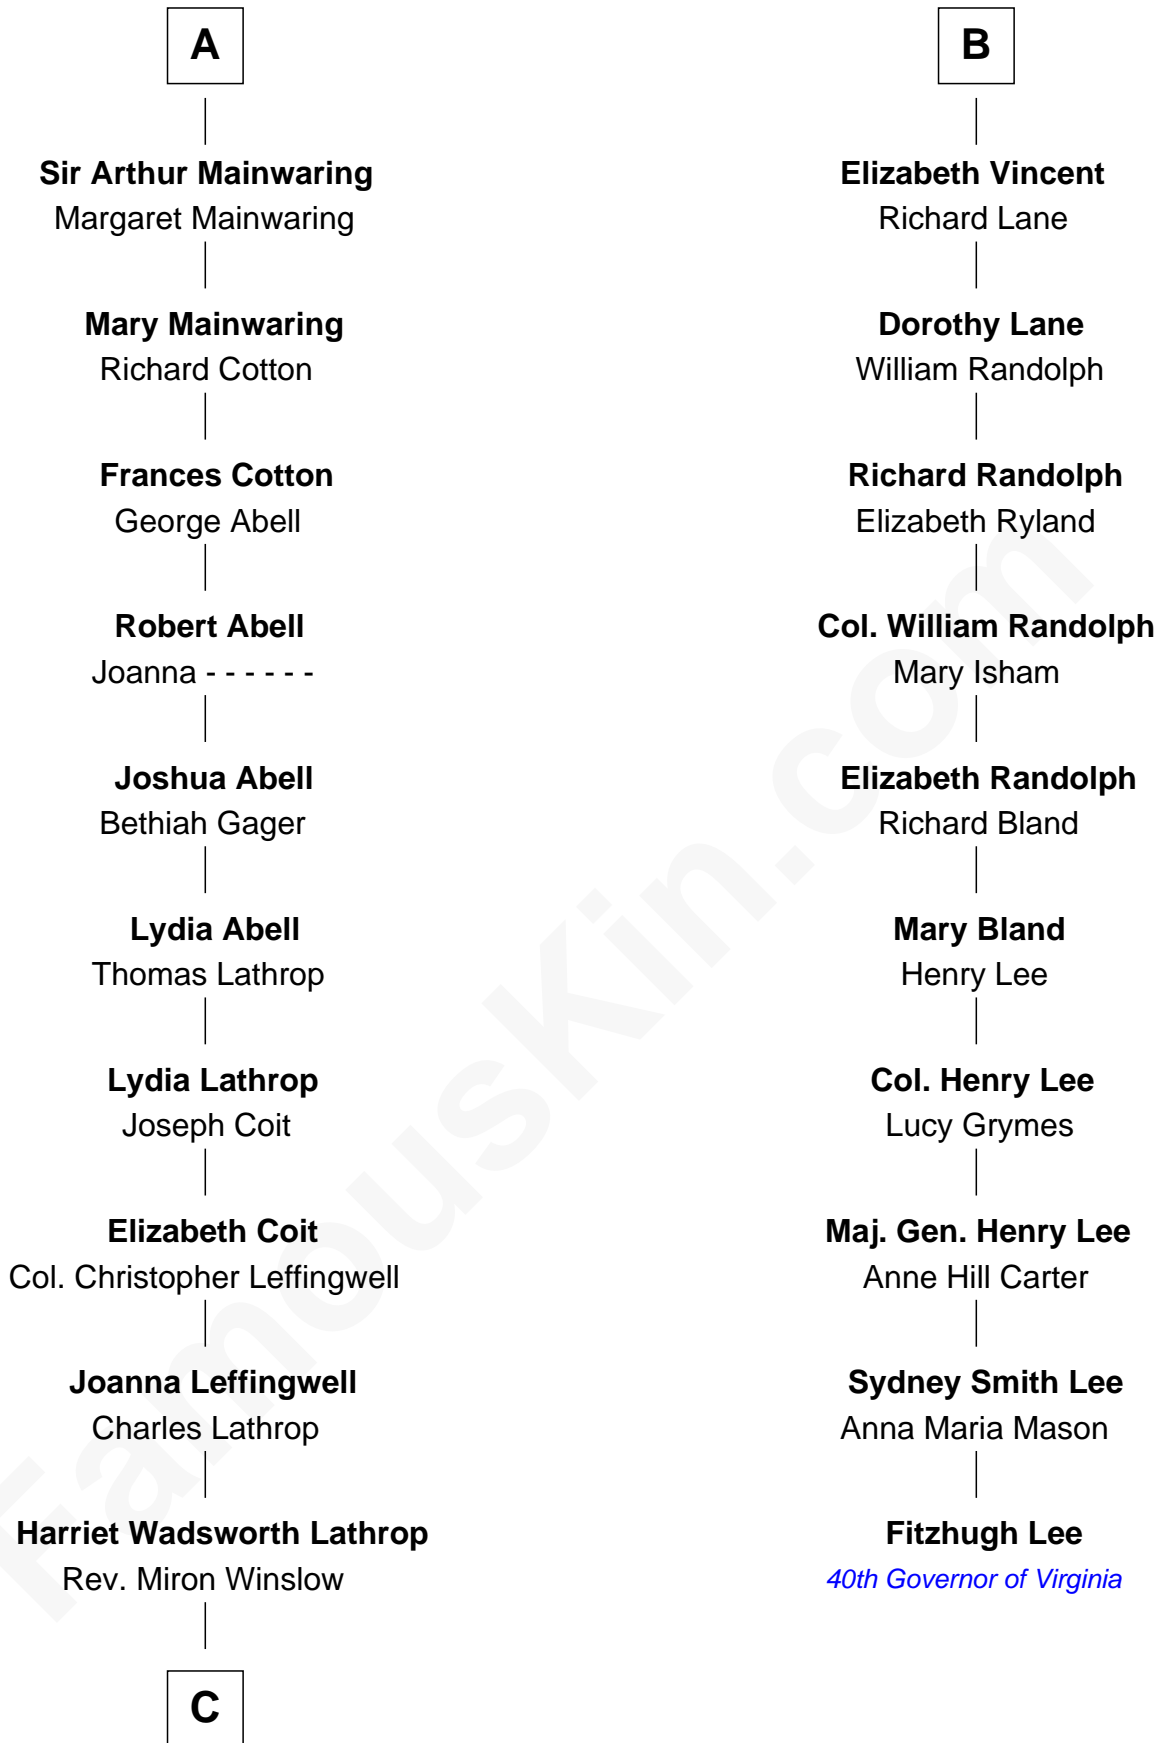 A
Sir Arthur Mainwaring
Margaret Mainwaring
Mary Mainwaring
Richard Cotton
Frances Cotton
George Abell
Robert Abell
Joanna - - - - - -
Joshua Abell
Bethiah Gager
Lydia Abell
Thomas Lathrop
Lydia Lathrop
Joseph Coit
Elizabeth Coit
Col. Christopher Leffingwell
Joanna Leffingwell
Charles Lathrop
Harriet Wadsworth Lathrop
Rev. Miron Winslow
C
B
Elizabeth Vincent
Richard Lane
Dorothy Lane
William Randolph
Richard Randolph
Elizabeth Ryland
Col. William Randolph
Mary Isham
Elizabeth Randolph
Richard Bland
Mary Bland
Henry Lee
Col. Henry Lee
Lucy Grymes
Maj. Gen. Henry Lee
Anne Hill Carter
Sydney Smith Lee
Anna Maria Mason
Fitzhugh Lee
40th Governor of Virginia
FamousKin.com